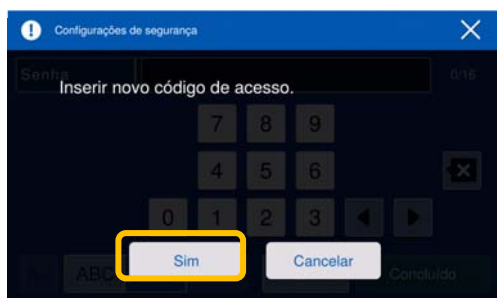 Configurações de segurança
Senha 0/16
Inserir novo código de acesso.
7 8 9
4 5 6
0 1 2 3
Sim Cancelar
ABC Concluído